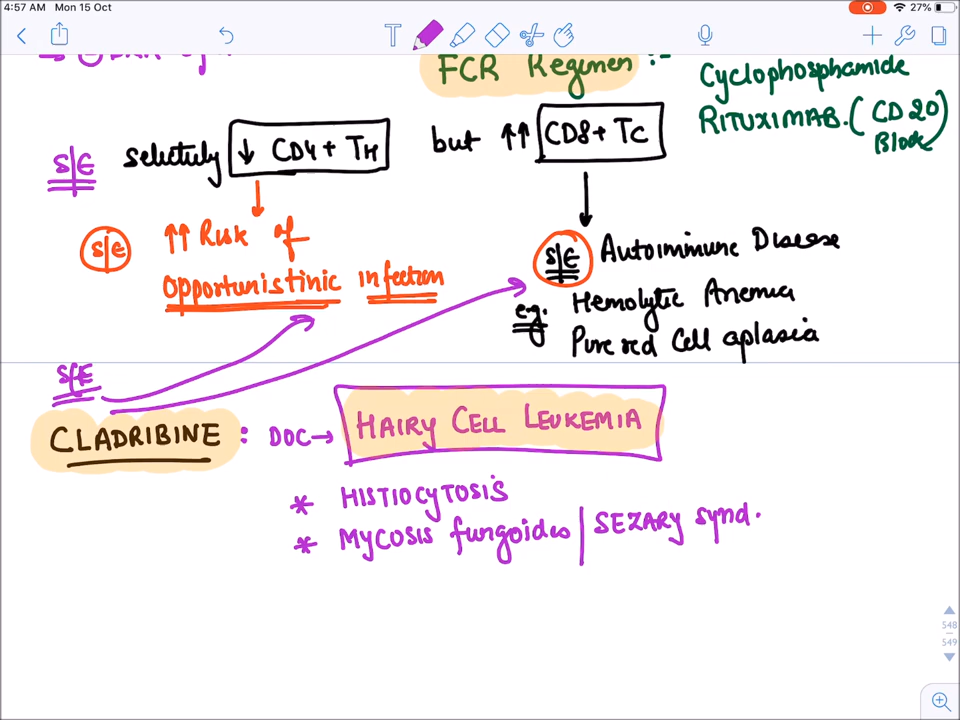 4:57 AM Mon 15 Oct
27%
T
FCR Regimen :-
Cyclophosphamide
RITUXIMAB. (CD20
Block)
S/E selectively ↓ CD4+ TH but ↑↑ CD8+ TC
s/e ↑↑ Risk of
opportunistinic infection
S/E Autoimmune Disease
eg: Hemolytic Anemia
Pure red Cell aplasia
S/E
CLADRIBINE : DOC → HAIRY CELL LEUKEMIA
* HISTIOCYTOSIS
* MYCOSIS fungoides / SEZARY synd.
548
549